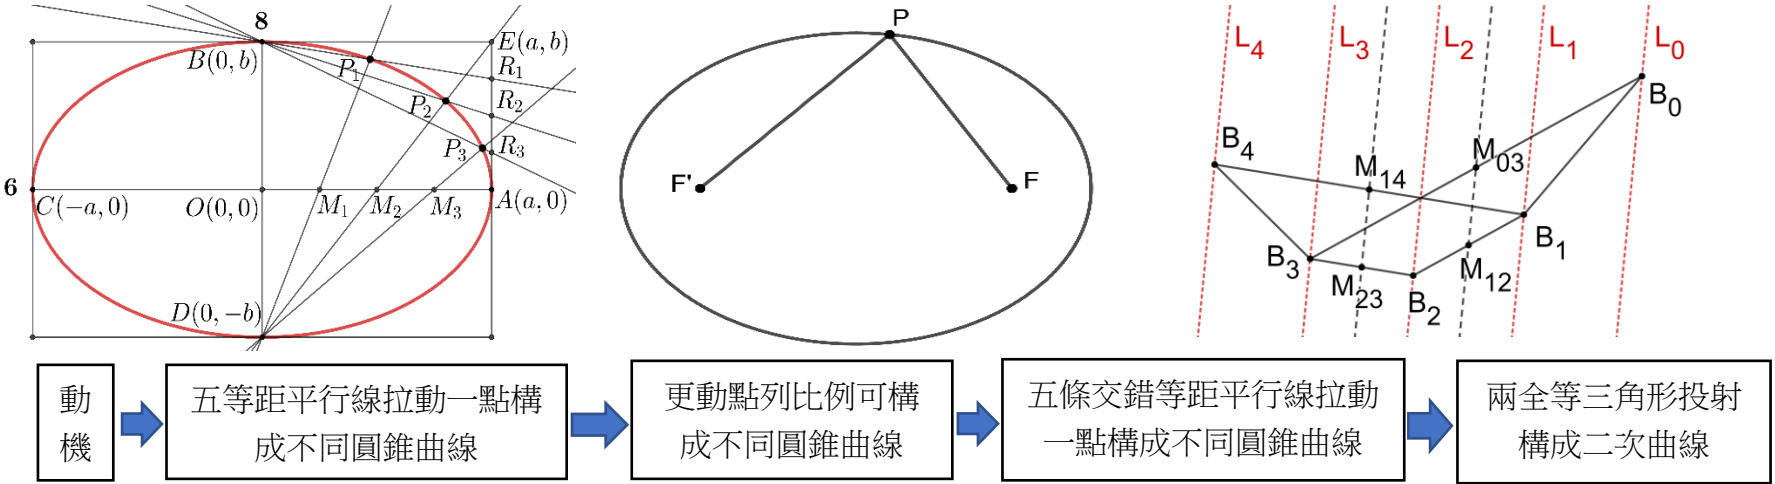 8
B(0, b)
E(a, b)
P1
R1
P2
R2
P3
R3
6
C(−a, 0)
O(0, 0)
M1
M2
M3
A(a, 0)
D(0, −b)
P
F'
F
L4
L3
L2
L1
L0
B0
B4
M14
M03
B3
B1
M23
B2
M12
動
機
五等距平行線拉動一點構
成不同圓錐曲線
更動點列比例可構
成不同圓錐曲線
五條交錯等距平行線拉動
一點構成不同圓錐曲線
兩全等三角形投射
構成二次曲線